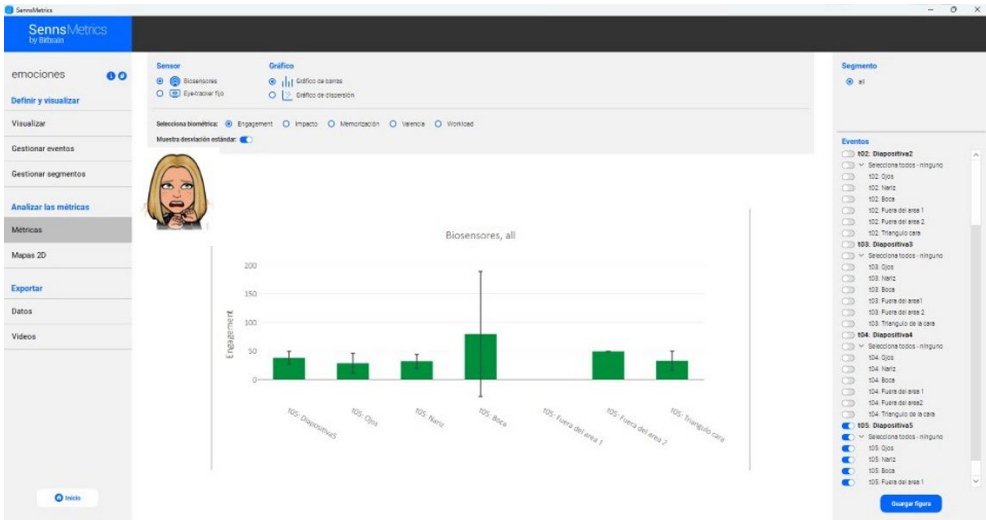 SennsMetrics
SennsMetrics
by Bitbrain
emociones
Definir y visualizar
Visualizar
Gestionar eventos
Gestionar segmentos
Analizar las métricas
Métricas
Mapas 2D
Exportar
Datos
Vídeos
Inicio
Sensor
Biosensores
Eye-tracker fijo
Gráfico
Gráfico de barras
Gráfico de dispersión
Selecciona biométrica: Engagement Impacto Memorización Valencia Workload
Muestra desviación estándar:
Biosensores, all
200
150
100
50
0
Engagement
t05: Diapositiva5
t05: Ojos
t05: Nariz
t05: Boca
t05: Fuera del area 1
t05: Fuera del area 2
t05: Triangulo cara
Segmento
all
Eventos
t02: Diapositiva2
Selecciona todos - ninguno
t02: Ojos
t02: Nariz
t02: Boca
t02: Fuera del area 1
t02: Fuera del area 2
t02: Triangulo cara
t03: Diapositiva3
Selecciona todos - ninguno
t03: Ojos
t03: Nariz
t03: Boca
t03: Fuera del area1
t03: Fuera del area 2
t03: Triangulo de la cara
t04: Diapositiva4
Selecciona todos - ninguno
t04: Ojos
t04: Nariz
t04: Boca
t04: Fuera del area 1
t04: Fuera del area2
t04: Triangulo de la cara
t05: Diapositiva5
Selecciona todos - ninguno
t05: Ojos
t05: Nariz
t05: Boca
t05: Fuera del area 1
Guargar figura